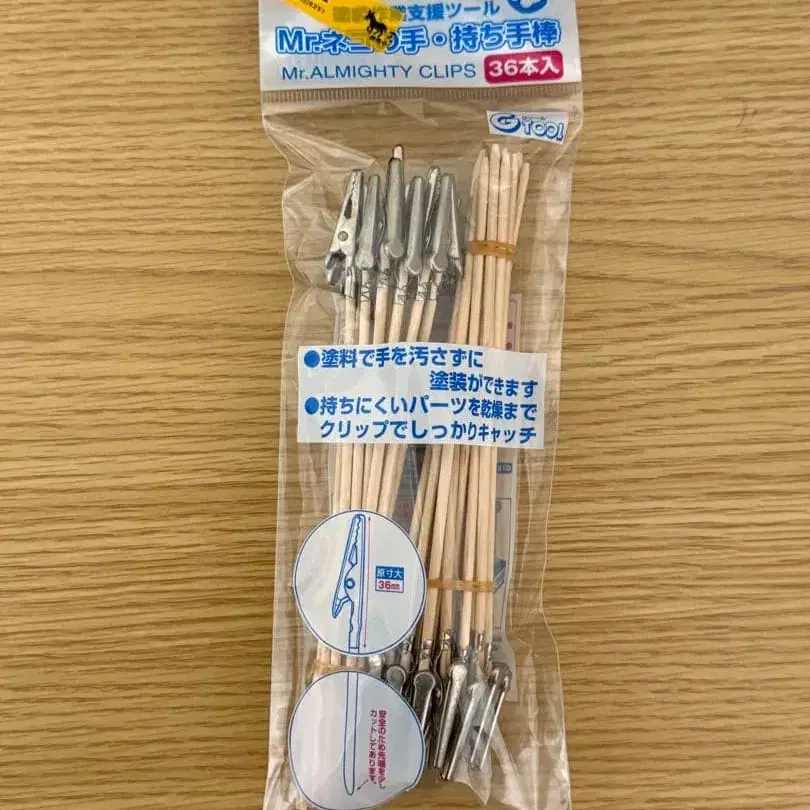 支援ツール
Mr.ネコの手・持ち手棒
Mr.ALMIGHTY CLIPS 36本入
G TOOL
●塗料で手を汚さずに
塗装ができます
●持ちにくいパーツを乾燥まで
クリップでしっかりキャッチ
原寸大
36mm
安全のため先端を少し
カットしてあります。